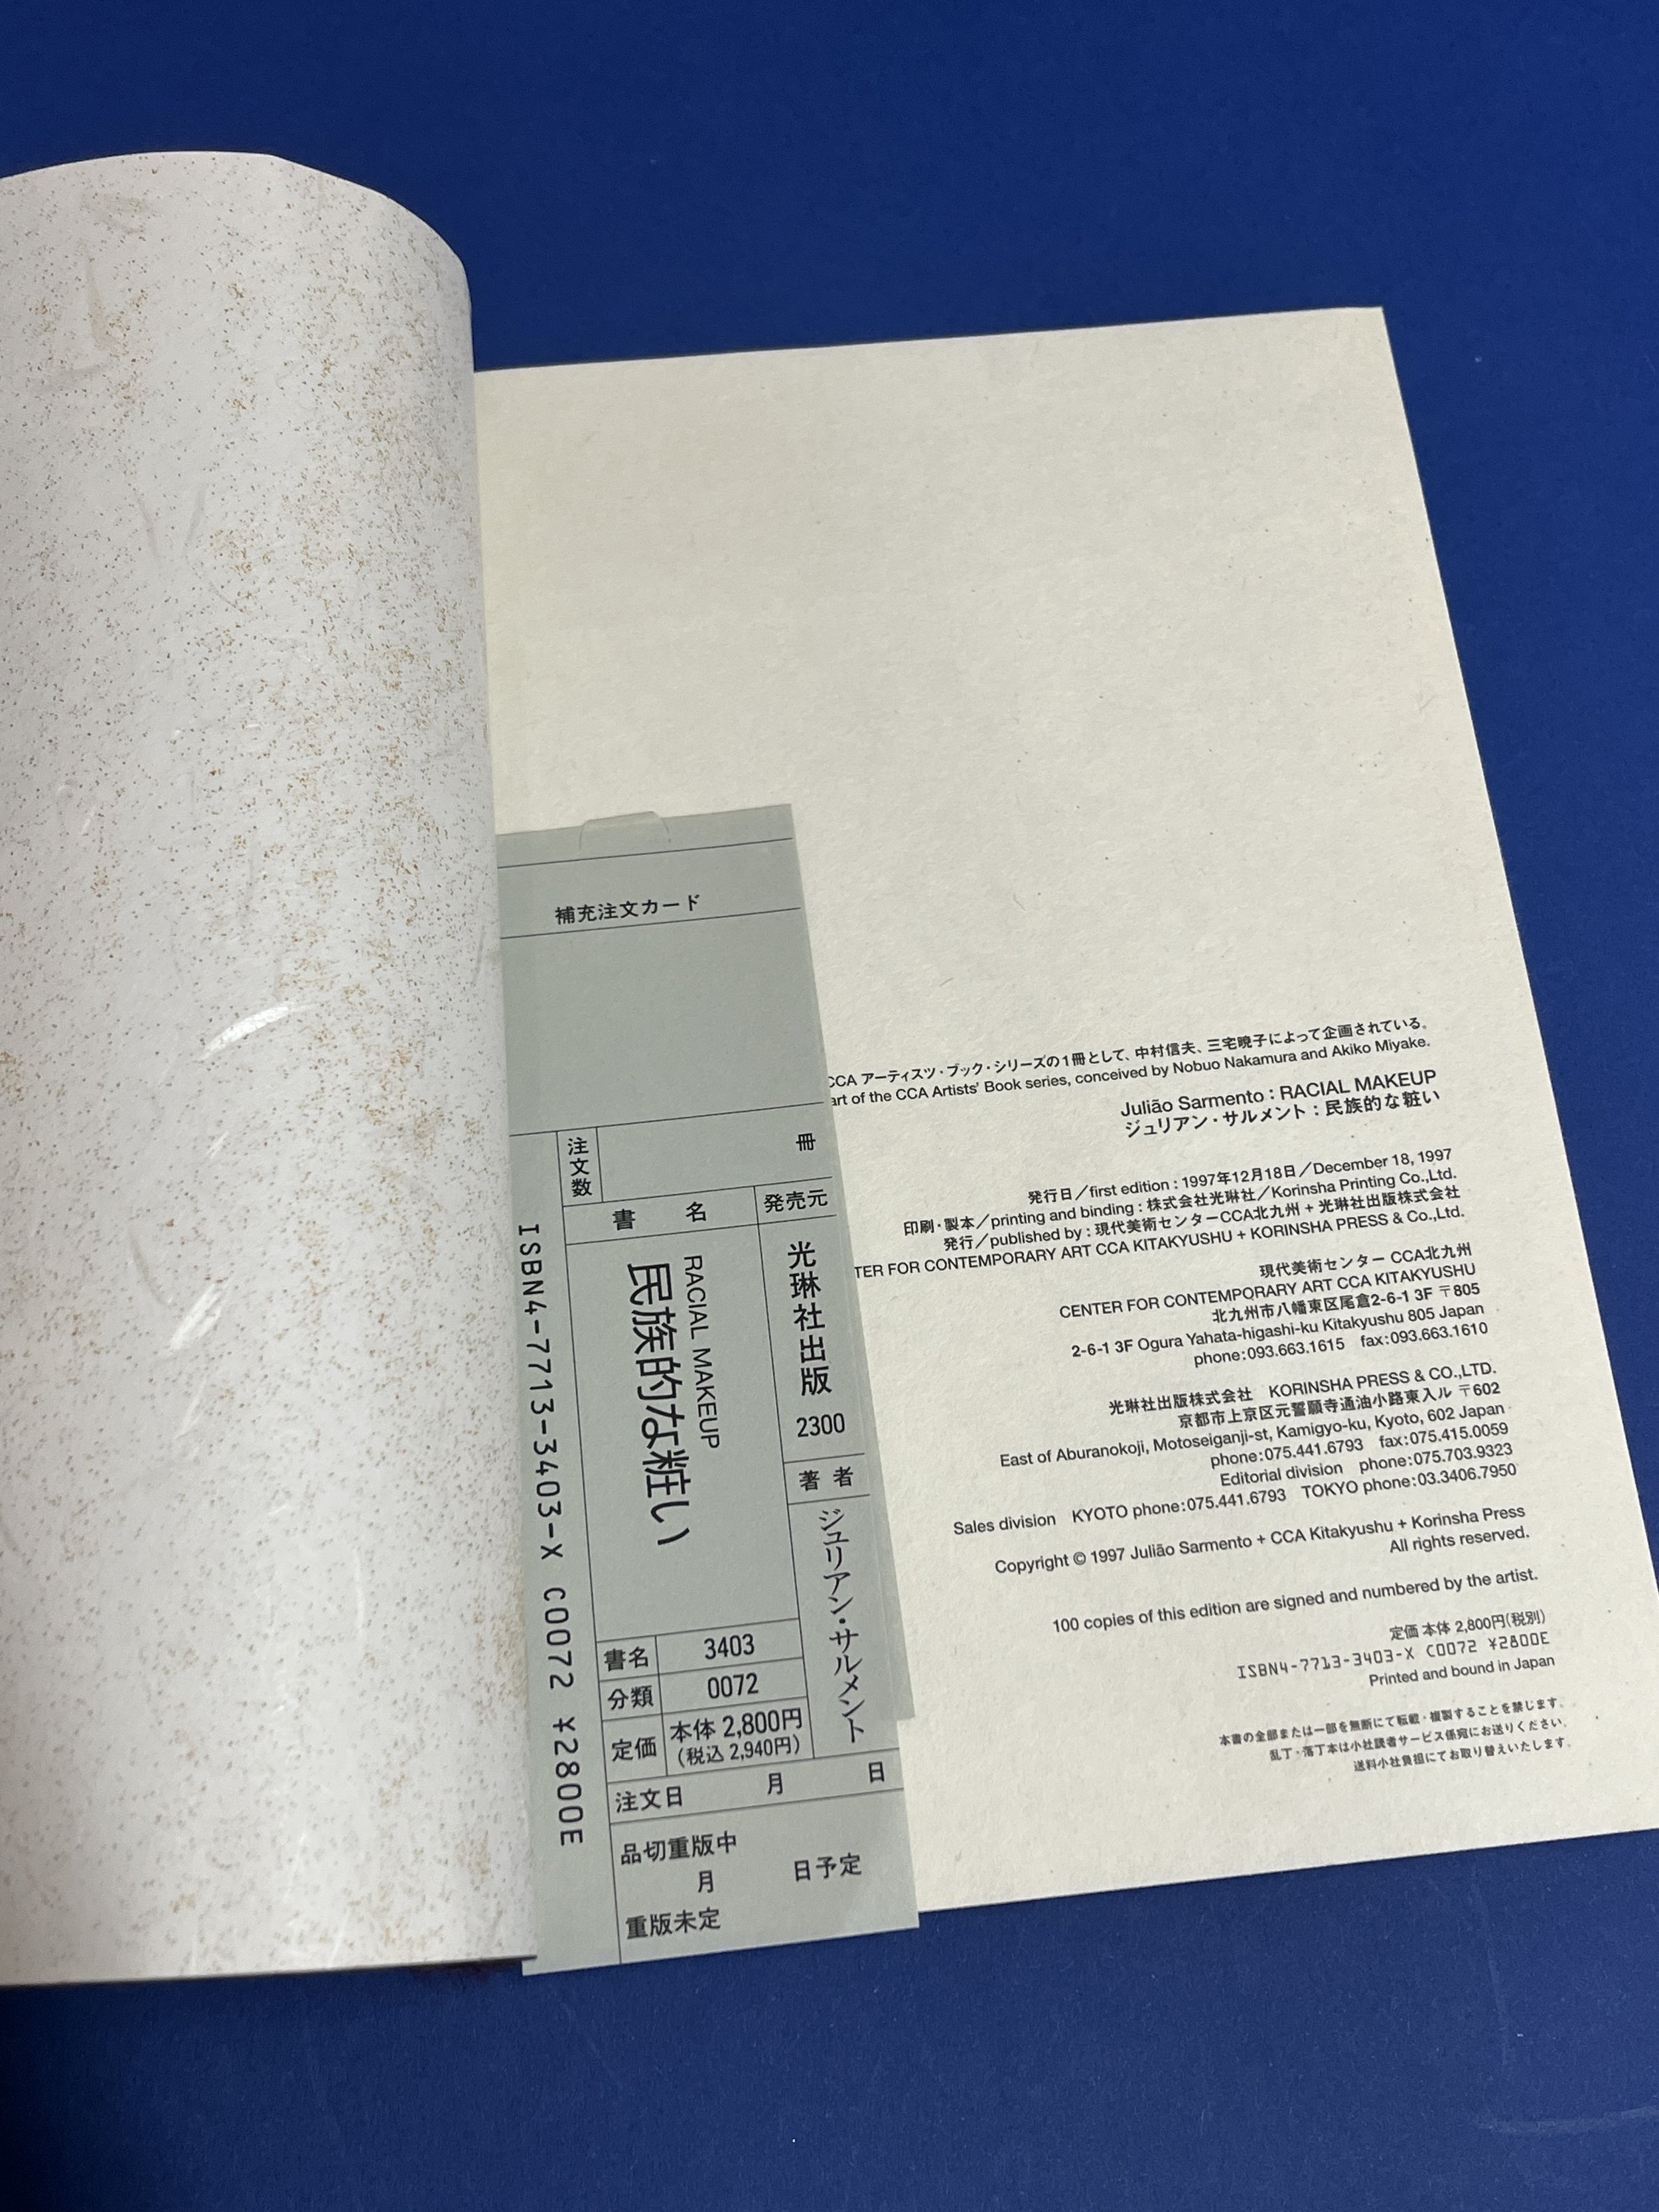 補充注文カード
注文数
冊
書名
発売元
RACIAL MAKEUP
民族的な粧い
光琳社出版
2300
著者
ジュリアン・サルメント
書名
3403
分類
0072
定価
本体 2,800円
(税込 2,940円)
注文日 月 日
品切重版中
月 日予定
重版未定
ISBN4-7713-3403-X C0072 ¥2800E
CCA アーティスツ・ブック・シリーズの1冊として、中村信夫、三宅暁子によって企画されている。
of the CCA Artists' Book series, conceived by Nobuo Nakamura and Akiko Miyake.
Julião Sarmento : RACIAL MAKEUP
ジュリアン・サルメント : 民族的な粧い
発行日／first edition : 1997年12月18日／December 18, 1997
印刷・製本／printing and binding : 株式会社光琳社／Korinsha Printing Co.,Ltd.
発行／published by : 現代美術センターCCA北九州 + 光琳社出版株式会社
FOR CONTEMPORARY ART CCA KITAKYUSHU + KORINSHA PRESS & Co.,Ltd.
現代美術センター CCA北九州
CENTER FOR CONTEMPORARY ART CCA KITAKYUSHU
北九州市八幡東区尾倉2-6-1 3F 〒805
2-6-1 3F Ogura Yahata-higashi-ku Kitakyushu 805 Japan
phone:093.663.1615 fax:093.663.1610
光琳社出版株式会社 KORINSHA PRESS & CO.,LTD.
京都市上京区元誓願寺通油小路東入ル 〒602
East of Aburanokoji, Motoseiganji-st, Kamigyo-ku, Kyoto, 602 Japan
phone:075.441.6793 fax:075.415.0059
Editorial division phone:075.703.9323
Sales division KYOTO phone:075.441.6793 TOKYO phone:03.3406.7950
Copyright © 1997 Julião Sarmento + CCA Kitakyushu + Korinsha Press
All rights reserved.
100 copies of this edition are signed and numbered by the artist.
定価 本体 2,800円(税別)
ISBN4-7713-3403-X C0072 ¥2800E
Printed and bound in Japan
本書の全部または一部を無断にて転載・複製することを禁じます。
乱丁・落丁本は小社読者サービス係宛にお送りください。
送料小社負担にてお取り替えいたします。